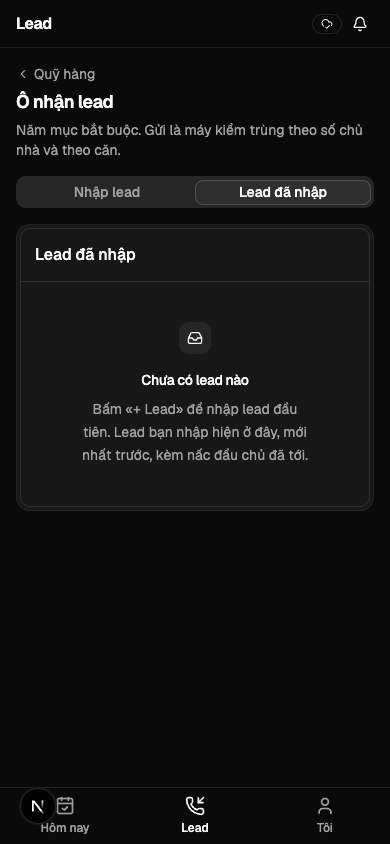 Lead
Quỹ hàng
Ô nhận lead
Năm mục bắt buộc. Gửi là máy kiểm trùng theo số chủ
nhà và theo căn.
Nhập lead
Lead đã nhập
Lead đã nhập
Chưa có lead nào
Bấm «+ Lead» để nhập lead đầu
tiên. Lead bạn nhập hiện ở đây, mới
nhất trước, kèm nấc đầu chủ đã tới.
N
Hôm nay
Lead
Tôi